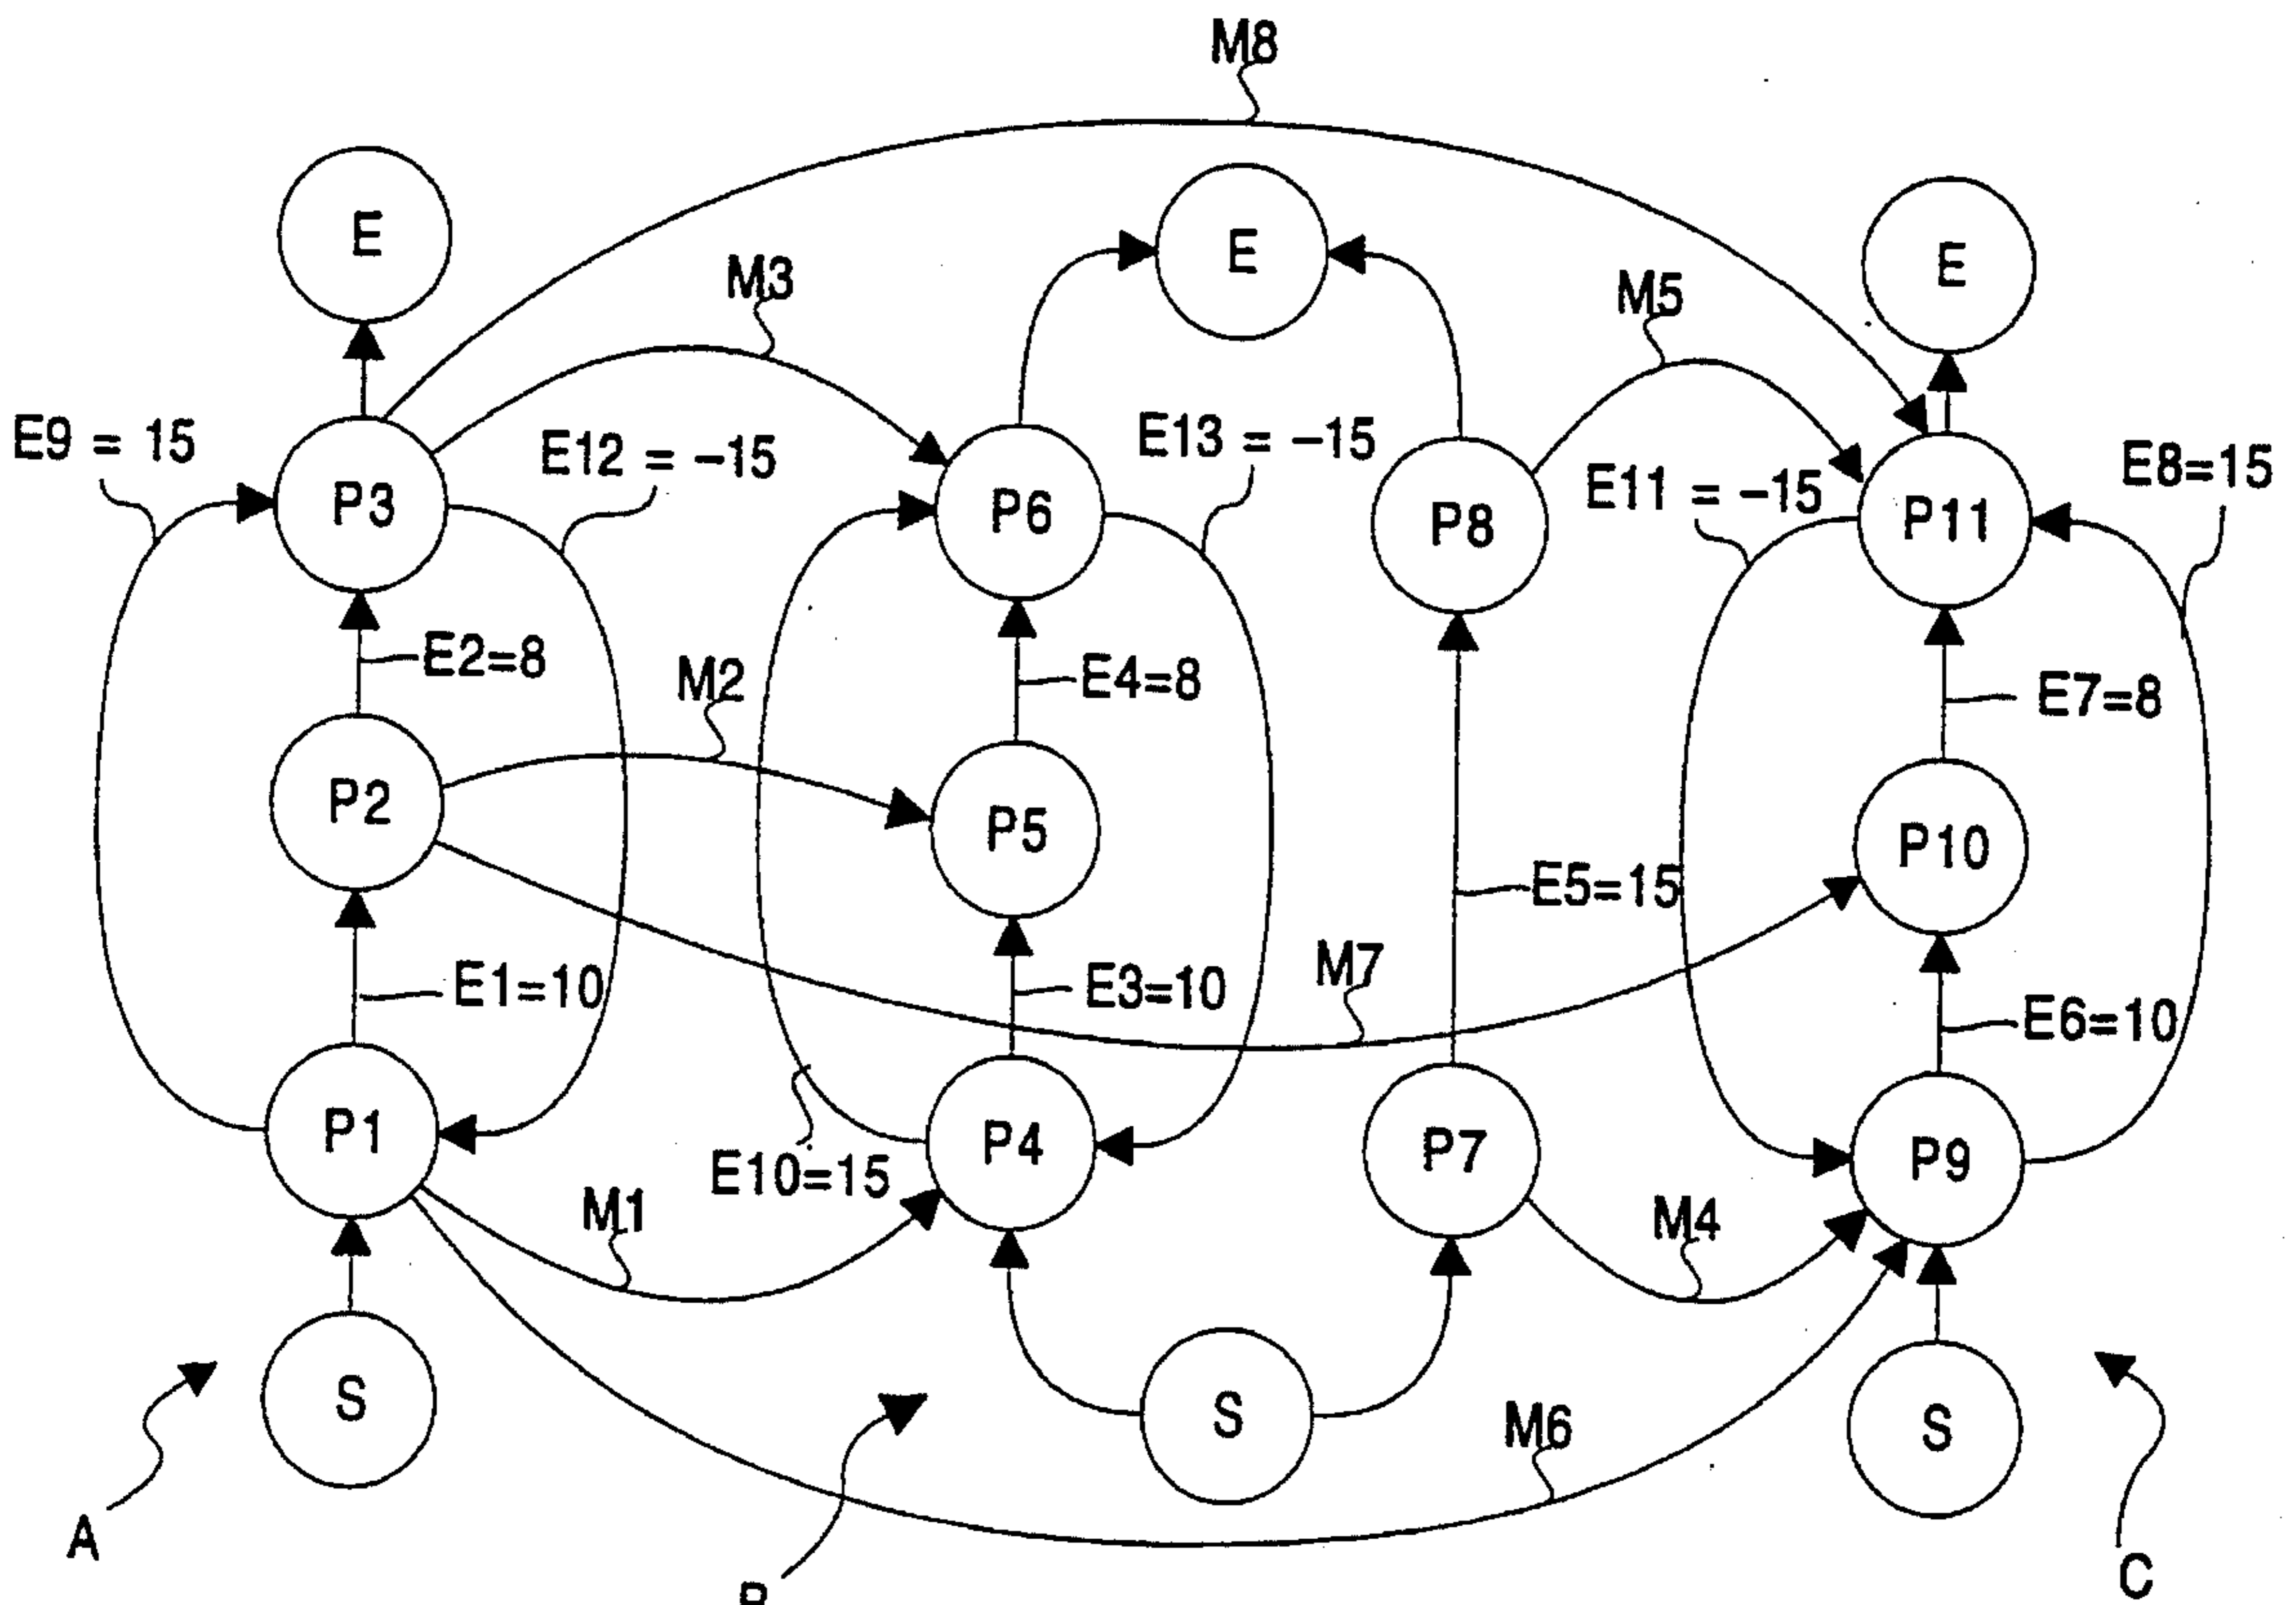 M8
E
E
E
M3
M5
E9 = 15
E12 = -15
E13 = -15
E11 = -15
E8=15
P3
P6
P8
P11
E2=8
M2
E4=8
E7=8
P2
P5
P10
E5=15
E1=10
E3=10
M7
E6=10
P1
P4
P7
P9
E10=15
M1
M4
S
S
S
M6
A
C